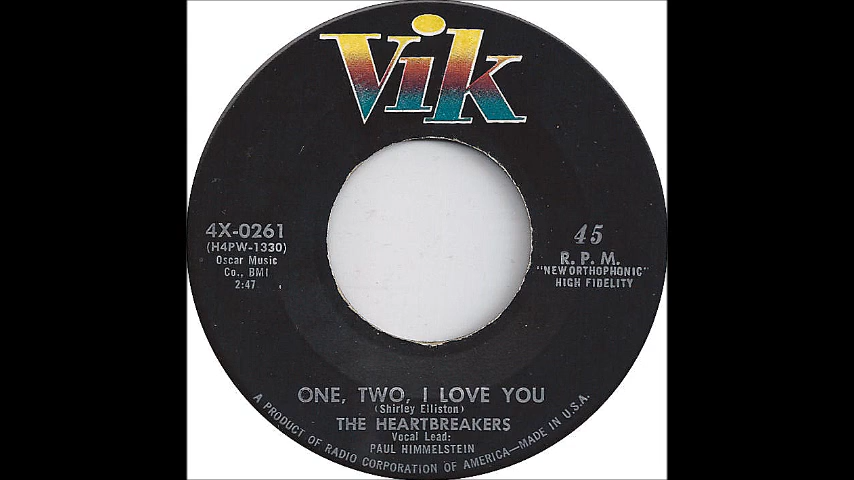 Vik
4X-0261
(H4PW-1330)
Oscar Music
Co., BMI
2:47
45
R. P. M.
"NEW ORTHOPHONIC"
HIGH FIDELITY
ONE, TWO, I LOVE YOU
(Shirley Elliston)
THE HEARTBREAKERS
Vocal Lead:
PAUL HIMMELSTEIN
A PRODUCT OF RADIO CORPORATION OF AMERICA—MADE IN U.S.A.